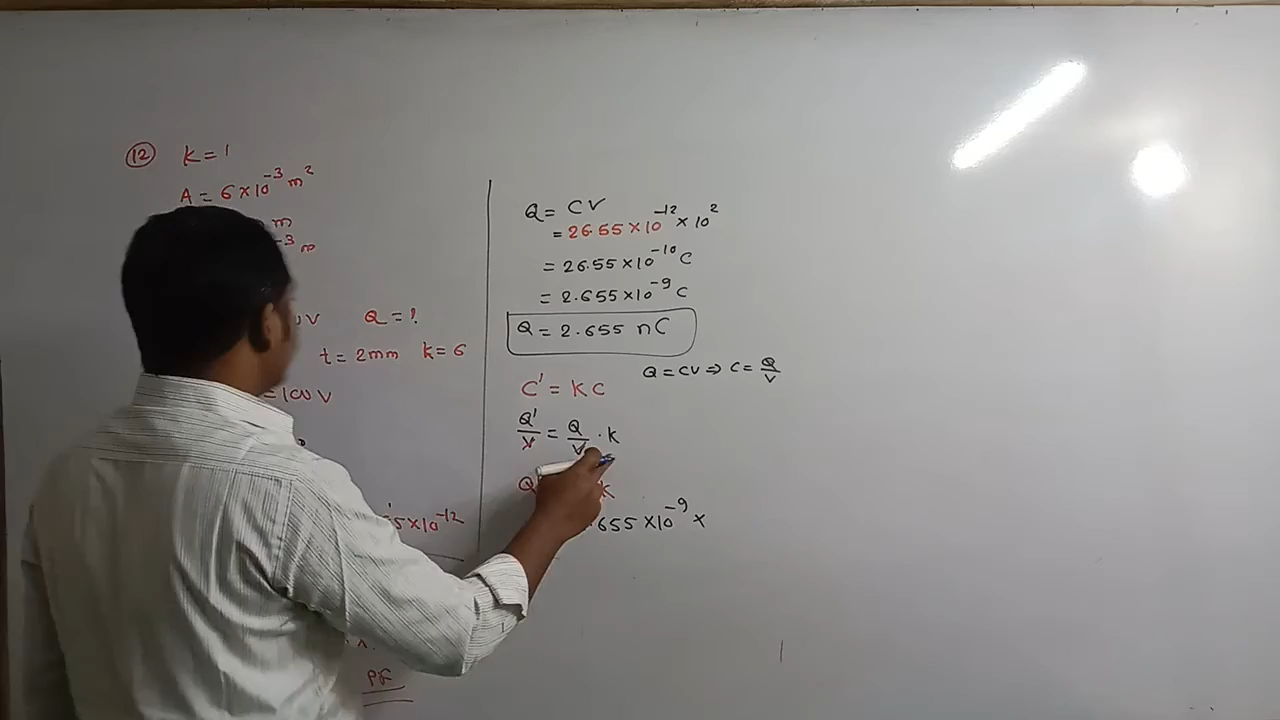 12 K = 1
A = 6 × 10⁻³ m²
m
⁻³ m
V Q = ?
t = 2mm K = 6
= 100 V
5 × 10⁻¹²
PF
Q = CV
= 26.55 × 10⁻¹² × 10²
= 26.55 × 10⁻¹⁰ C
= 2.655 × 10⁻⁹ C
Q = 2.655 nC
Q = CV ⇒ C = Q/V
C' = KC
Q'/V = Q/V · K
Q K
655 × 10⁻⁹ ×